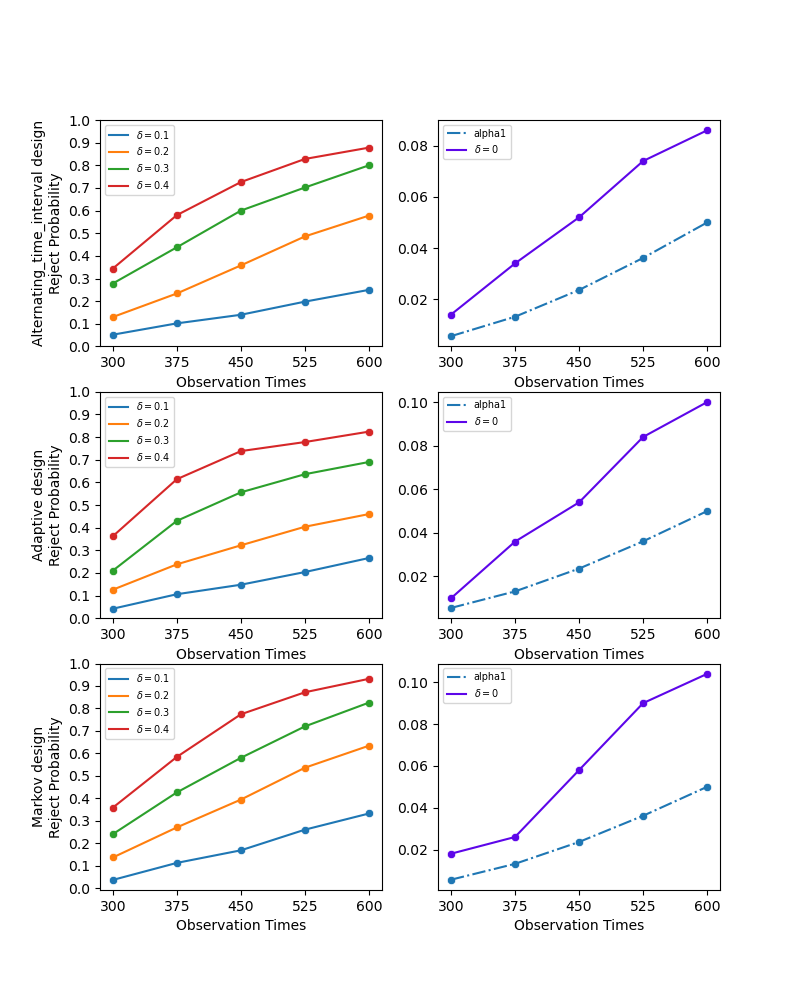 Alternating_time_interval design
Reject Probability
1.0
0.9
0.8
0.7
0.6
0.5
0.4
0.3
0.2
0.1
0.0
δ = 0.1
δ = 0.2
δ = 0.3
δ = 0.4
300 375 450 525 600
Observation Times
0.08
0.06
0.04
0.02
alpha1
δ = 0
300 375 450 525 600
Observation Times
Adaptive design
Reject Probability
1.0
0.9
0.8
0.7
0.6
0.5
0.4
0.3
0.2
0.1
0.0
δ = 0.1
δ = 0.2
δ = 0.3
δ = 0.4
300 375 450 525 600
Observation Times
0.10
0.08
0.06
0.04
0.02
alpha1
δ = 0
300 375 450 525 600
Observation Times
Markov design
Reject Probability
1.0
0.9
0.8
0.7
0.6
0.5
0.4
0.3
0.2
0.1
0.0
δ = 0.1
δ = 0.2
δ = 0.3
δ = 0.4
300 375 450 525 600
Observation Times
0.10
0.08
0.06
0.04
0.02
alpha1
δ = 0
300 375 450 525 600
Observation Times